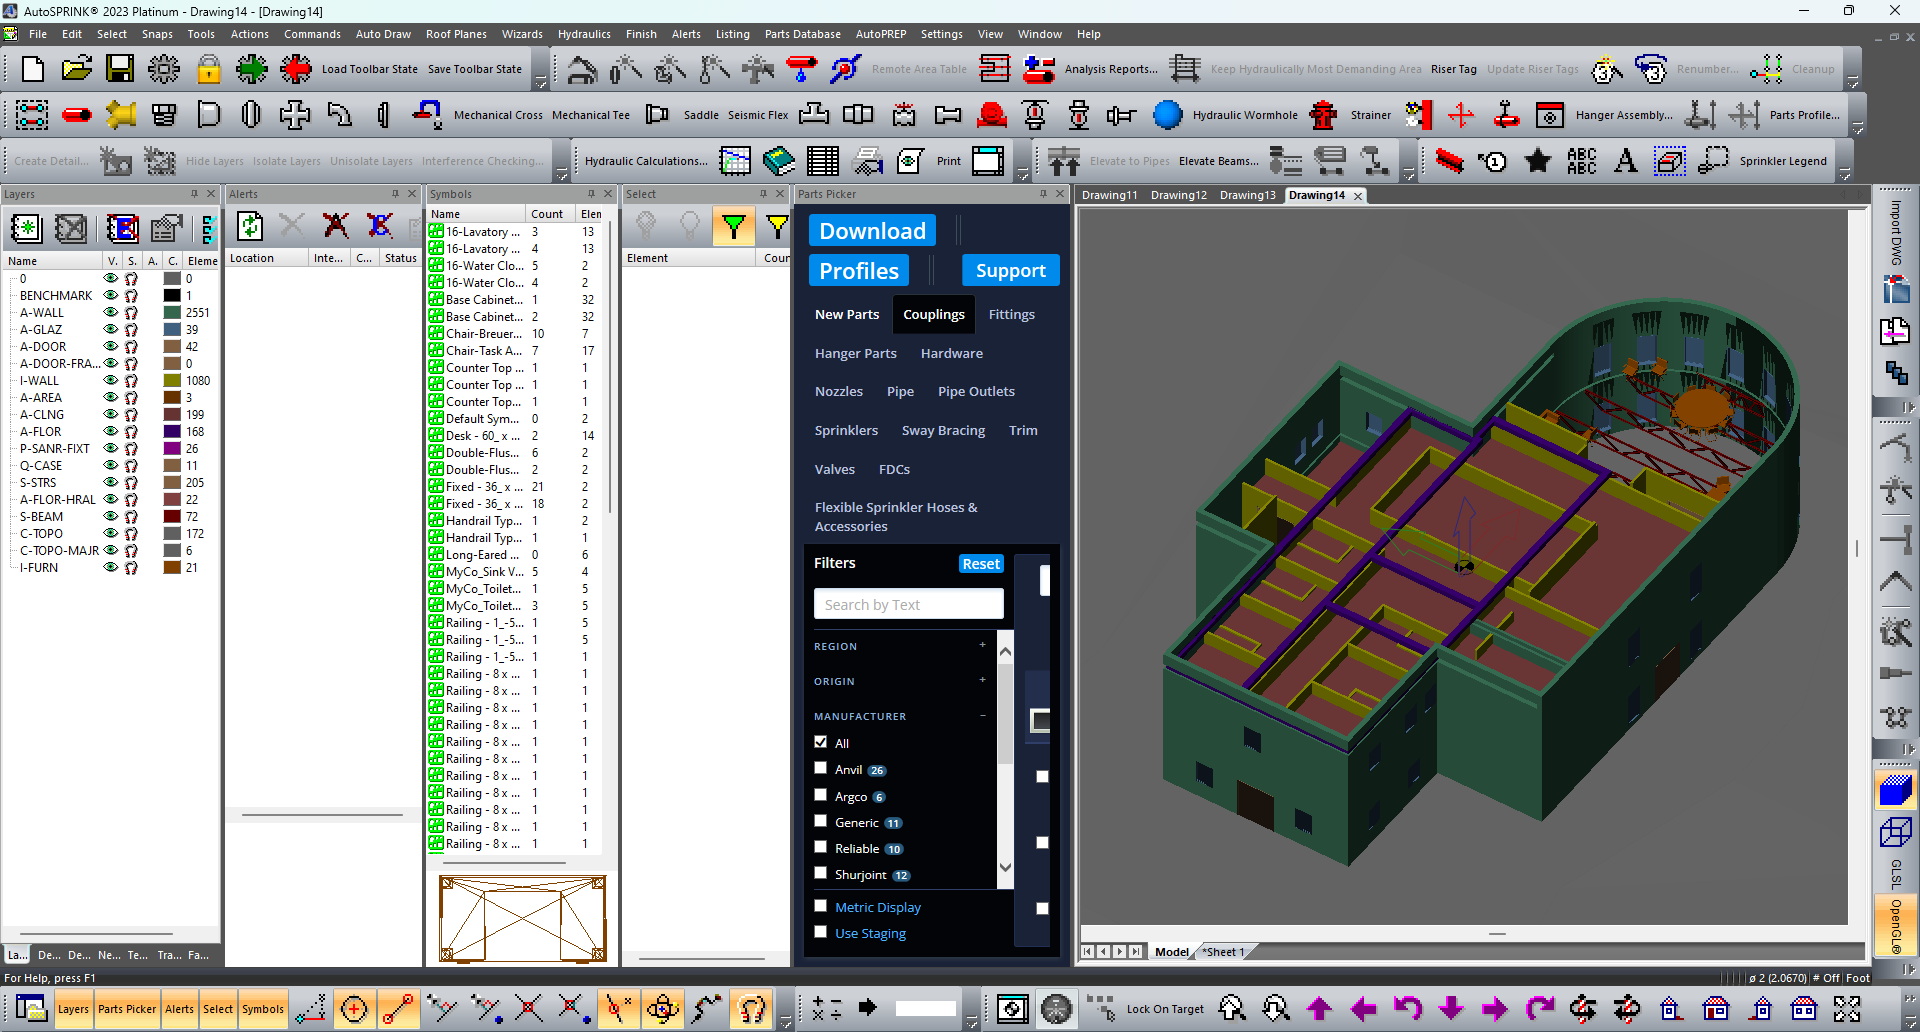 AutoSPRINK® 2023 Platinum - Drawing14 - [Drawing14]
File Edit Select Snaps Tools Actions Commands Auto Draw Roof Planes Wizards Hydraulics Finish Alerts Listing Parts Database AutoPREP Settings View Window Help
Load Toolbar State Save Toolbar State Remote Area Table Analysis Reports... Keep Hydraulically Most Demanding Area Riser Tag Update Riser Tags Renumber... Cleanup
Mechanical Cross Mechanical Tee Saddle Seismic Flex Hydraulic Wormhole Strainer Hanger Assembly... Parts Profile...
Create Detail... Hide Layers Isolate Layers Unisolate Layers Interference Checking... Hydraulic Calculations... Print Elevate to Pipes Elevate Beams... ABC ABC A Sprinkler Legend
Layers
Name V. S. A. C. Eleme
0 0
BENCHMARK 1
A-WALL 2551
A-GLAZ 39
A-DOOR 42
A-DOOR-FRA... 0
I-WALL 1080
A-AREA 3
A-CLNG 199
A-FLOR 168
P-SANR-FIXT 26
Q-CASE 11
S-STRS 205
A-FLOR-HRAL 22
S-BEAM 72
C-TOPO 172
C-TOPO-MAJR 6
I-FURN 21
La... De... De... Ne... Te... Tra... Fa...
Alerts
Location Inte... C... Status
Symbols
Name Count Elen
16-Lavatory ... 3 13
16-Lavatory ... 4 13
16-Water Clo... 5 2
16-Water Clo... 4 2
Base Cabinet... 1 32
Base Cabinet... 2 32
Chair-Breuer... 10 7
Chair-Task A... 7 17
Counter Top ... 1 1
Counter Top ... 1 1
Counter Top... 1 1
Default Sym... 0 2
Desk - 60_ x ... 2 14
Double-Flus... 6 2
Double-Flus... 2 2
Fixed - 36_ x ... 21 2
Fixed - 36_ x ... 18 2
Handrail Typ... 1 2
Handrail Typ... 1 1
Long-Eared ... 0 6
MyCo_Sink V... 5 4
MyCo_Toilet... 1 5
MyCo_Toilet... 3 5
Railing - 1_-5... 1 5
Railing - 1_-5... 1 5
Railing - 1_-5... 1 1
Railing - 8 x ... 1 1
Railing - 8 x ... 1 1
Railing - 8 x ... 1 1
Railing - 8 x ... 1 1
Railing - 8 x ... 1 1
Railing - 8 x ... 1 1
Railing - 8 x ... 1 1
Railing - 8 x ... 1 1
Railing - 8 x ... 1 1
Railing - 8 x ... 1 1
Railing - 8 x ... 1 1
Select
Element Coun
Parts Picker
Download
Profiles Support
New Parts Couplings Fittings
Hanger Parts Hardware
Nozzles Pipe Pipe Outlets
Sprinklers Sway Bracing Trim
Valves FDCs
Flexible Sprinkler Hoses &
Accessories
Filters Reset
Search by Text
REGION +
ORIGIN +
MANUFACTURER −
All
Anvil 26
Argco 6
Generic 11
Reliable 10
Shurjoint 12
Metric Display
Use Staging
Drawing11 Drawing12 Drawing13 Drawing14
Model *Sheet 1
Import DWG
GLSL
OpenGL®
For Help, press F1
ø 2 (2.0670) # Off Foot
Layers Parts Picker Alerts Select Symbols Lock On Target